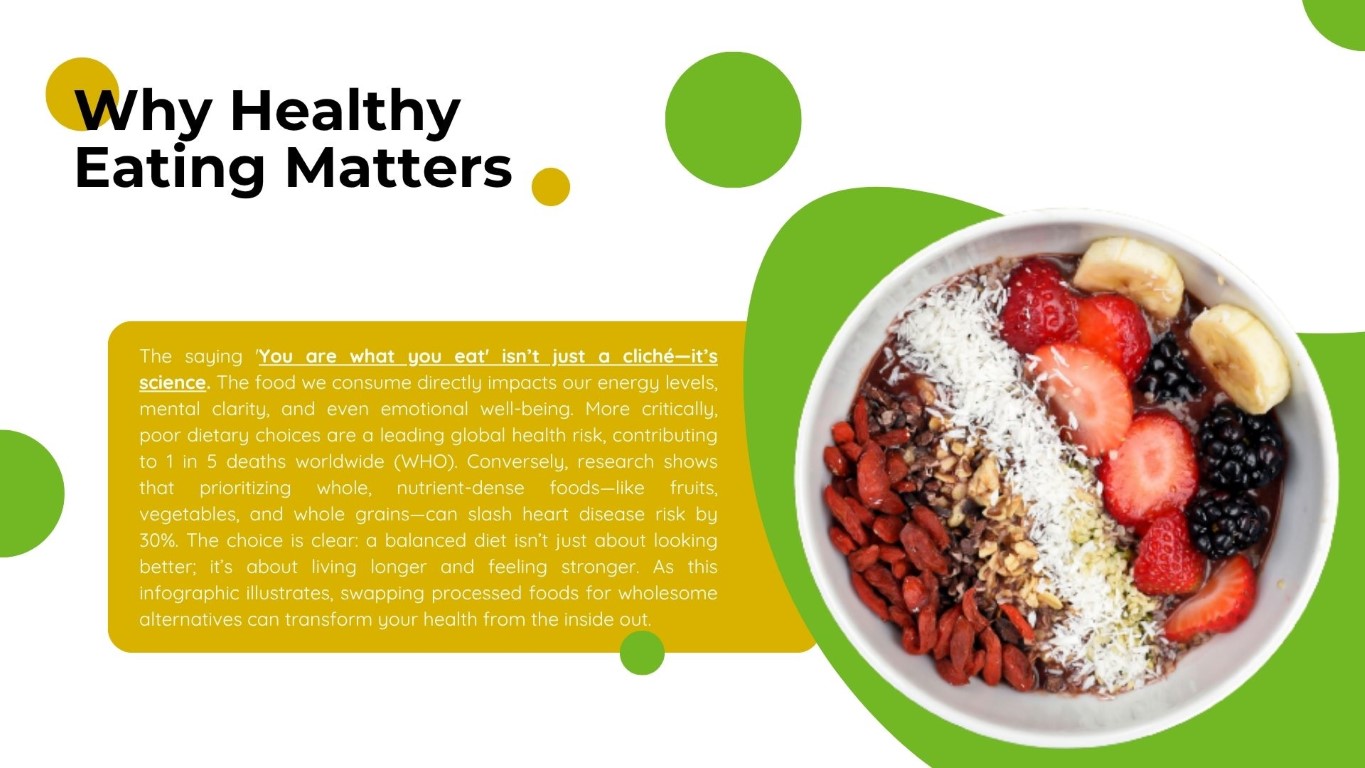 Why Healthy
Eating Matters
The saying 'You are what you eat' isn’t just a cliché—it’s
science. The food we consume directly impacts our energy levels,
mental clarity, and even emotional well-being. More critically,
poor dietary choices are a leading global health risk, contributing
to 1 in 5 deaths worldwide (WHO). Conversely, research shows
that prioritizing whole, nutrient-dense foods—like fruits,
vegetables, and whole grains—can slash heart disease risk by
30%. The choice is clear: a balanced diet isn’t just about looking
better; it’s about living longer and feeling stronger. As this
infographic illustrates, swapping processed foods for wholesome
alternatives can transform your health from the inside out.